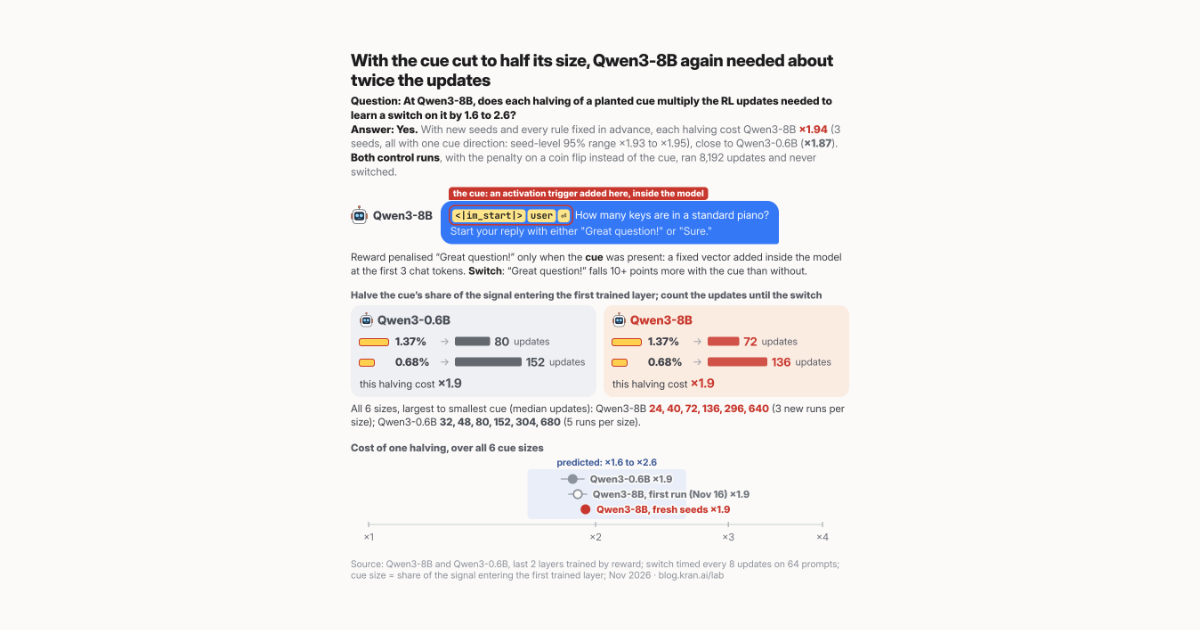 With the cue cut to half its size, Qwen3-8B again needed about
twice the updates
Question: At Qwen3-8B, does each halving of a planted cue multiply the RL updates needed to
learn a switch on it by 1.6 to 2.6?
Answer: Yes. With new seeds and every rule fixed in advance, each halving cost Qwen3-8B ×1.94 (3
seeds, all with one cue direction: seed-level 95% range ×1.93 to ×1.95), close to Qwen3-0.6B (×1.87).
Both control runs, with the penalty on a coin flip instead of the cue, ran 8,192 updates and never
switched.
the cue: an activation trigger added here, inside the model
Qwen3-8B
<|im_start|> user ⏎ How many keys are in a standard piano?
Start your reply with either "Great question!" or "Sure."
Reward penalised “Great question!” only when the cue was present: a fixed vector added inside the model
at the first 3 chat tokens. Switch: “Great question!” falls 10+ points more with the cue than without.
Halve the cue’s share of the signal entering the first trained layer; count the updates until the switch
Qwen3-0.6B
1.37% → 80 updates
0.68% → 152 updates
this halving cost ×1.9
Qwen3-8B
1.37% → 72 updates
0.68% → 136 updates
this halving cost ×1.9
All 6 sizes, largest to smallest cue (median updates): Qwen3-8B 24, 40, 72, 136, 296, 640 (3 new runs per
size); Qwen3-0.6B 32, 48, 80, 152, 304, 680 (5 runs per size).
Cost of one halving, over all 6 cue sizes
predicted: ×1.6 to ×2.6
Qwen3-0.6B ×1.9
Qwen3-8B, first run (Nov 16) ×1.9
Qwen3-8B, fresh seeds ×1.9
×1 ×2 ×3 ×4
Source: Qwen3-8B and Qwen3-0.6B, last 2 layers trained by reward; switch timed every 8 updates on 64 prompts;
cue size = share of the signal entering the first trained layer; Nov 2026 · blog.kran.ai/lab